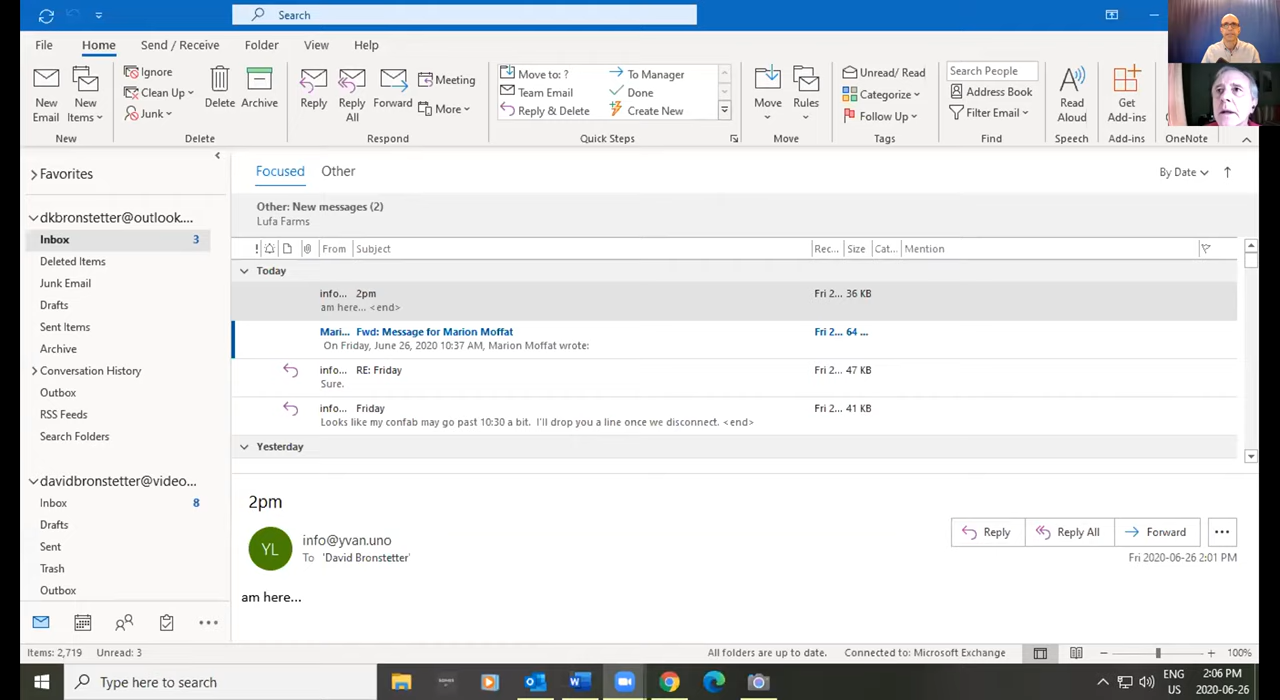 Search
File Home Send / Receive Folder View Help
Ignore
Clean Up
Junk
New Email
New Items
Delete
Archive
Reply
Reply All
Forward
Meeting
More
Move to: ? To Manager
Team Email Done
Reply & Delete Create New
Move
Rules
Unread/ Read
Categorize
Follow Up
Search People
Address Book
Filter Email
Read Aloud
Get Add-ins
New Delete Respond Quick Steps Move Tags Find Speech Add-ins OneNote
Favorites
dkbronstetter@outlook....
Inbox 3
Deleted Items
Junk Email
Drafts
Sent Items
Archive
Conversation History
Outbox
RSS Feeds
Search Folders
davidbronstetter@video...
Inbox 8
Drafts
Sent
Trash
Outbox
Focused Other By Date
Other: New messages (2)
Lufa Farms
! From Subject Rec... Size Cat... Mention
Today
info... 2pm Fri 2... 36 KB
am here... <end>
Mari... Fwd: Message for Marion Moffat Fri 2... 64 ...
On Friday, June 26, 2020 10:37 AM, Marion Moffat wrote:
info... RE: Friday Fri 2... 47 KB
Sure.
info... Friday Fri 2... 41 KB
Looks like my confab may go past 10:30 a bit. I'll drop you a line once we disconnect. <end>
Yesterday
2pm
YL
info@yvan.uno
To 'David Bronstetter'
Reply Reply All Forward ...
Fri 2020-06-26 2:01 PM
am here...
Items: 2,719 Unread: 3 All folders are up to date. Connected to: Microsoft Exchange 100%
Type here to search
SONOS
ENG
US
2:06 PM
2020-06-26